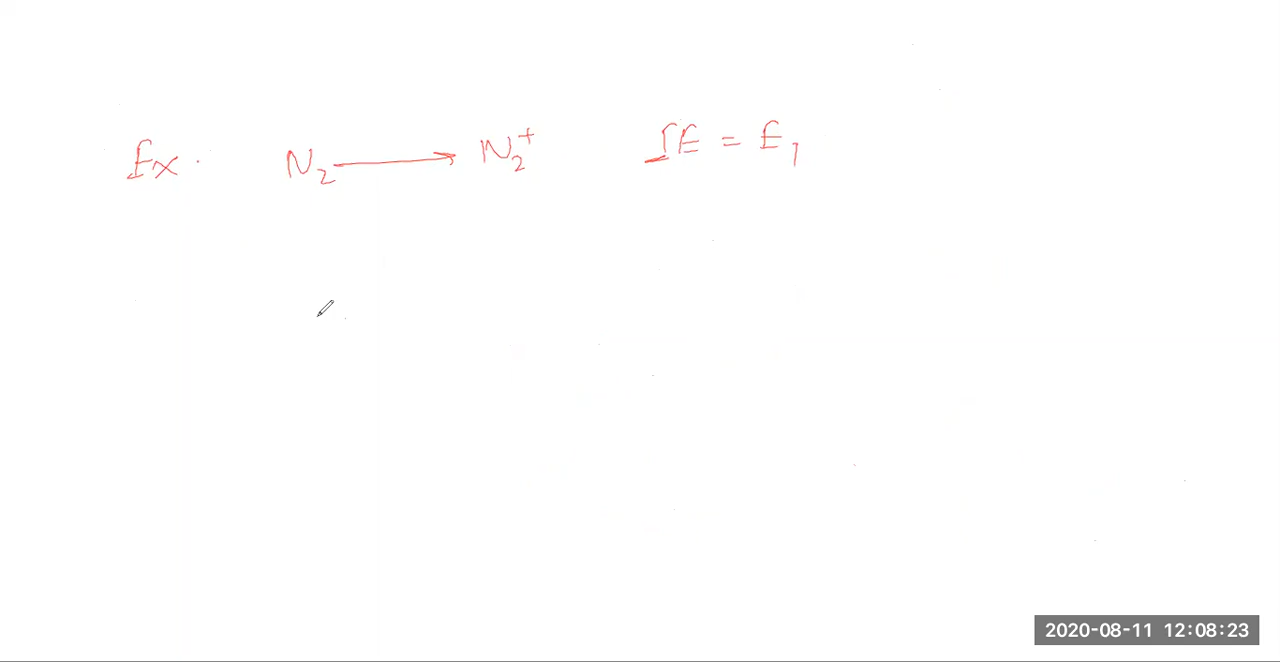 Ex. N₂ ⟶ N₂⁺ IE = E₁
2020-08-11 12:08:23